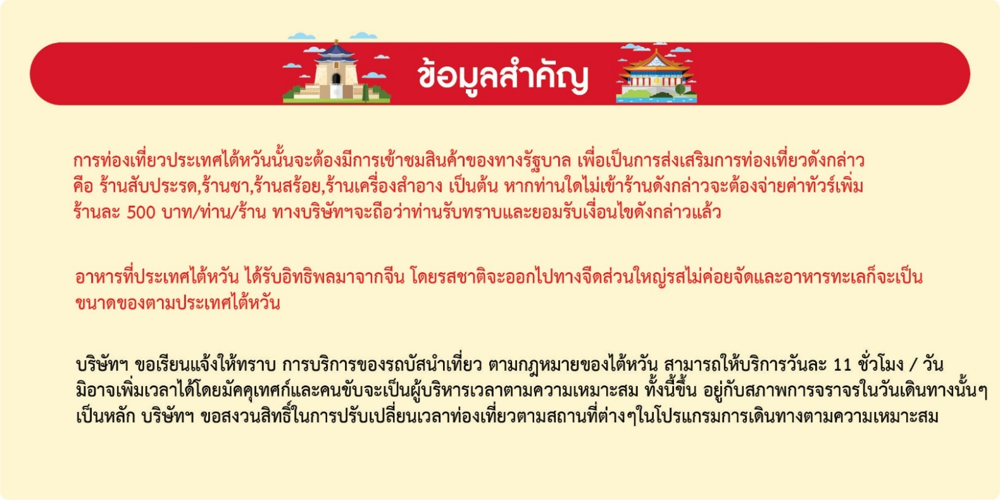 ข้อมูลสำคัญ
การท่องเที่ยวประเทศไต้หวันนั้นจะต้องมีการเข้าชมสินค้าของทางรัฐบาล เพื่อเป็นการส่งเสริมการท่องเที่ยวดังกล่าว
คือ ร้านสับประรด,ร้านชา,ร้านสร้อย,ร้านเครื่องสำอาง เป็นต้น หากท่านใดไม่เข้าร้านดังกล่าวจะต้องจ่ายค่าทัวร์เพิ่ม
ร้านละ 500 บาท/ท่าน/ร้าน ทางบริษัทฯจะถือว่าท่านรับทราบและยอมรับเงื่อนไขดังกล่าวแล้ว
อาหารที่ประเทศไต้หวัน ได้รับอิทธิพลมาจากจีน โดยรสชาติจะออกไปทางจืดส่วนใหญ่รสไม่ค่อยจัดและอาหารทะเลก็จะเป็น
ขนาดของตามประเทศไต้หวัน
บริษัทฯ ขอเรียนแจ้งให้ทราบ การบริการของรถบัสนำเที่ยว ตามกฎหมายของไต้หวัน สามารถให้บริการวันละ 11 ชั่วโมง / วัน
มิอาจเพิ่มเวลาได้โดยมัคคุเทศก์และคนขับจะเป็นผู้บริหารเวลาตามความเหมาะสม ทั้งนี้ขึ้น อยู่กับสภาพการจราจรในวันเดินทางนั้นๆ
เป็นหลัก บริษัทฯ ขอสงวนสิทธิ์ในการปรับเปลี่ยนเวลาท่องเที่ยวตามสถานที่ต่างๆในโปรแกรมการเดินทางตามความเหมาะสม